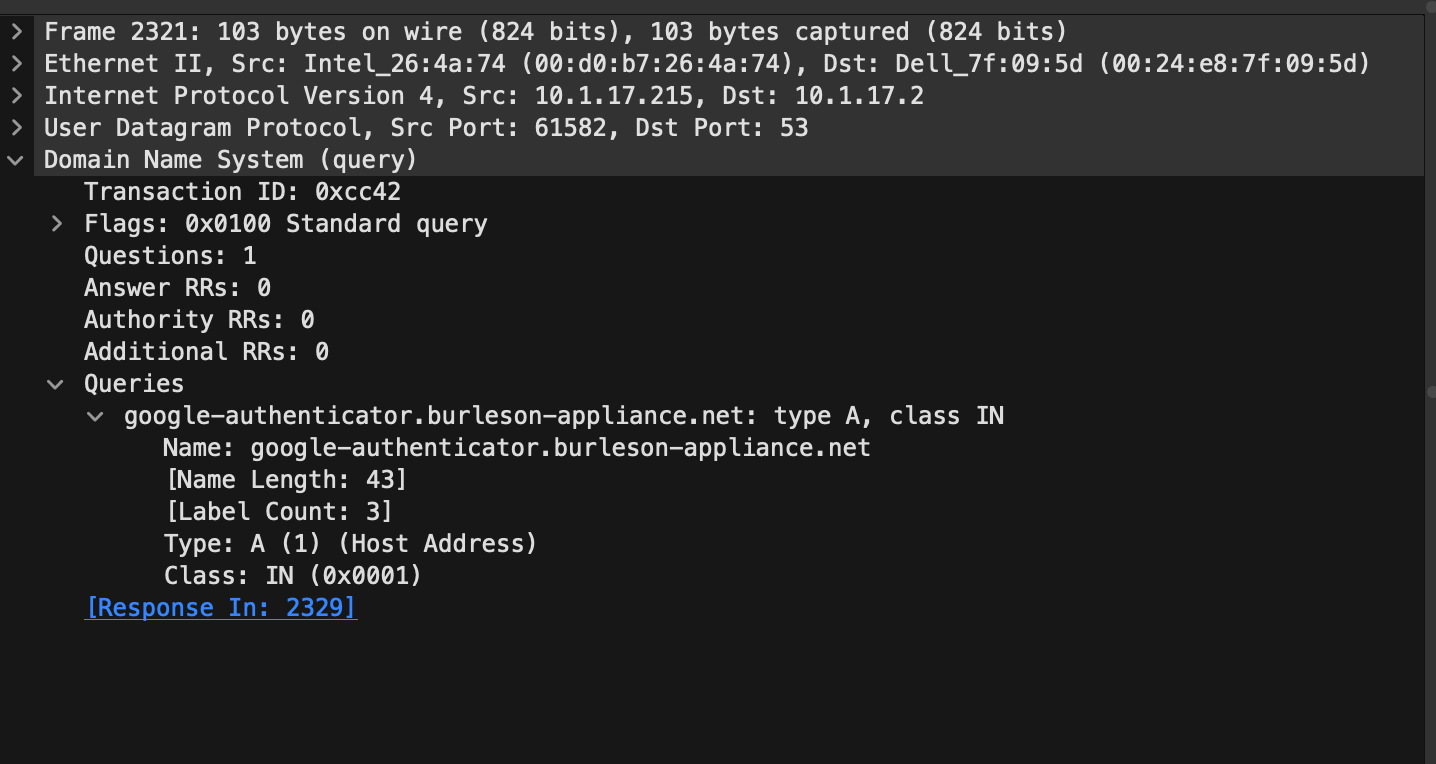 Frame 2321: 103 bytes on wire (824 bits), 103 bytes captured (824 bits)
Ethernet II, Src: Intel_26:4a:74 (00:d0:b7:26:4a:74), Dst: Dell_7f:09:5d (00:24:e8:7f:09:5d)
Internet Protocol Version 4, Src: 10.1.17.215, Dst: 10.1.17.2
User Datagram Protocol, Src Port: 61582, Dst Port: 53
Domain Name System (query)
Transaction ID: 0xcc42
Flags: 0x0100 Standard query
Questions: 1
Answer RRs: 0
Authority RRs: 0
Additional RRs: 0
Queries
google-authenticator.burleson-appliance.net: type A, class IN
Name: google-authenticator.burleson-appliance.net
[Name Length: 43]
[Label Count: 3]
Type: A (1) (Host Address)
Class: IN (0x0001)
[Response In: 2329]